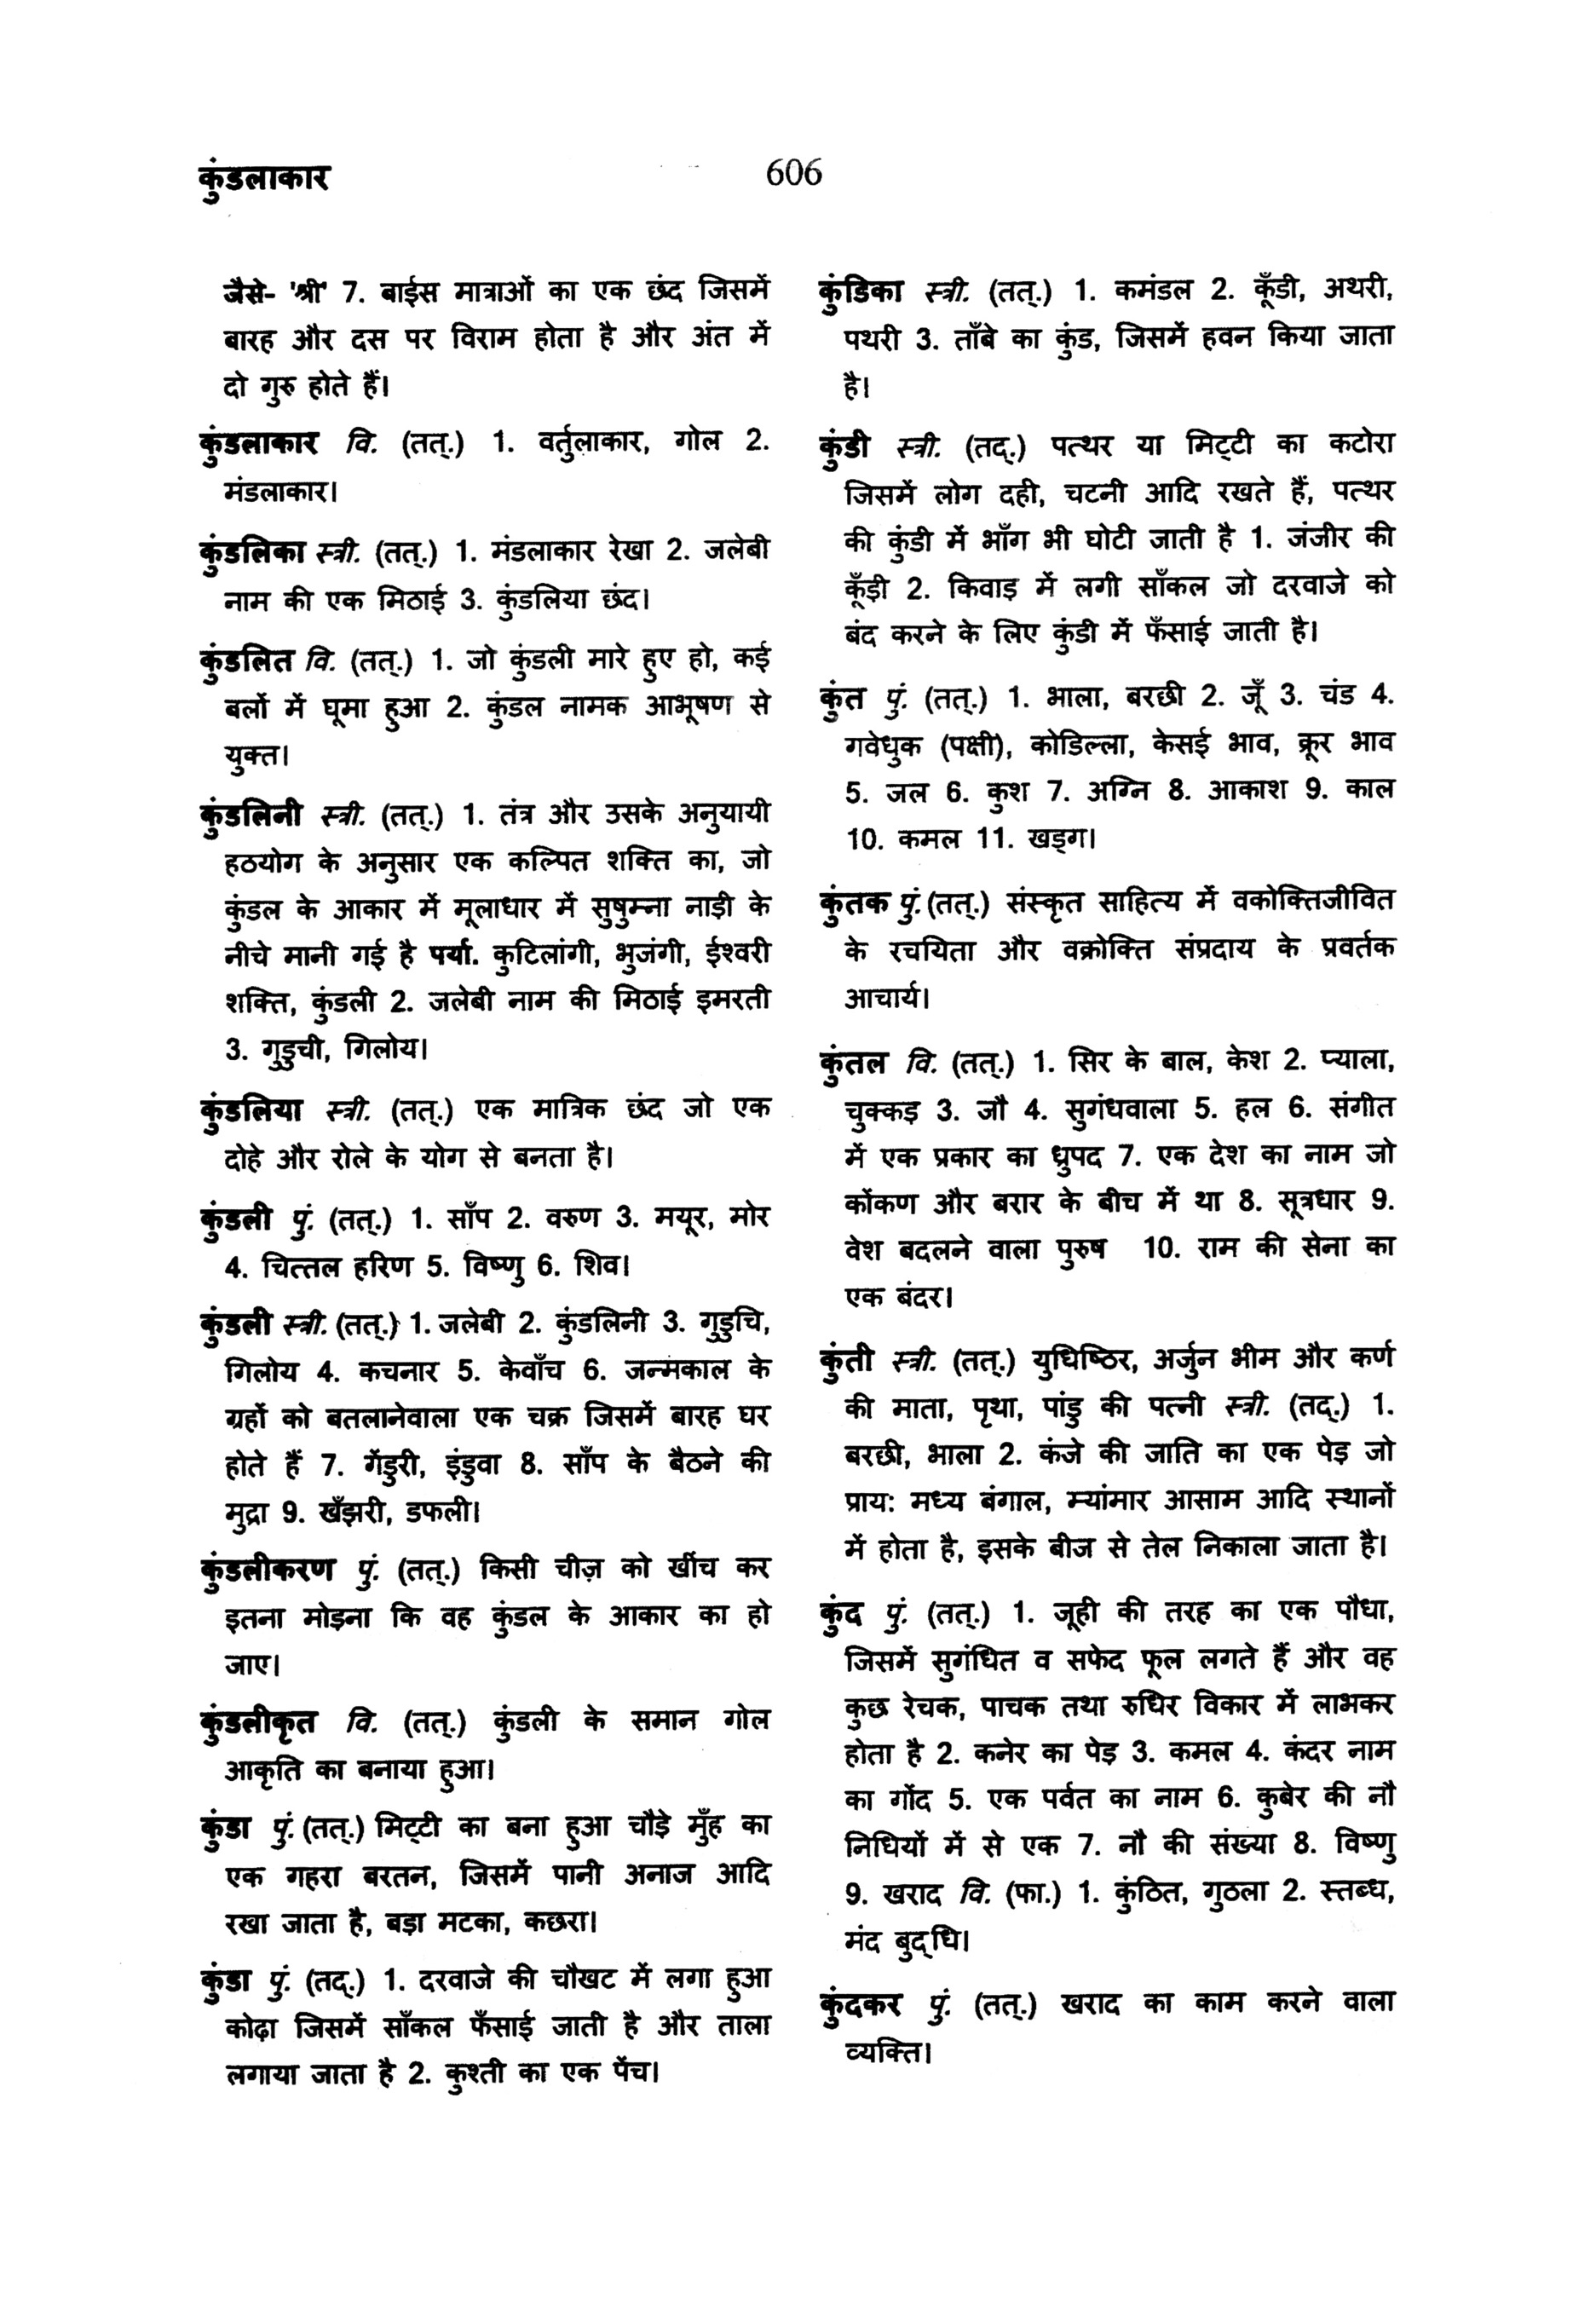 कुंडलाकार
606
जैसे- 'श्री' 7. बाईस मात्राओं का एक छंद जिसमें
बारह और दस पर विराम होता है और अंत में
दो गुरु होते हैं।
कुंडलाकार वि. (तत्.) 1. वर्तुलाकार, गोल 2.
मंडलाकार।
कुंडलिका स्त्री. (तत्.) 1. मंडलाकार रेखा 2. जलेबी
नाम की एक मिठाई 3. कुंडलिया छंद।
कुंडलित वि. (तत्.) 1. जो कुंडली मारे हुए हो, कई
बलों में घूमा हुआ 2. कुंडल नामक आभूषण से
युक्त।
कुंडलिनी स्त्री. (तत्.) 1. तंत्र और उसके अनुयायी
हठयोग के अनुसार एक कल्पित शक्ति का, जो
कुंडल के आकार में मूलाधार में सुषुम्ना नाड़ी के
नीचे मानी गई है पर्या. कुटिलांगी, भुजंगी, ईश्वरी
शक्ति, कुंडली 2. जलेबी नाम की मिठाई इमरती
3. गुडुची, गिलोय।
कुंडलिया स्त्री. (तत्.) एक मात्रिक छंद जो एक
दोहे और रोले के योग से बनता है।
कुंडली पुं. (तत्.) 1. साँप 2. वरुण 3. मयूर, मोर
4. चित्तल हरिण 5. विष्णु 6. शिव।
कुंडली स्त्री. (तत्.) 1. जलेबी 2. कुंडलिनी 3. गुडुचि,
गिलोय 4. कचनार 5. केवाँच 6. जन्मकाल के
ग्रहों को बतलानेवाला एक चक्र जिसमें बारह घर
होते हैं 7. गेंडुरी, इंडुवा 8. साँप के बैठने की
मुद्रा 9. खँझरी, डफली।
कुंडलीकरण पुं. (तत्.) किसी चीज़ को खींच कर
इतना मोड़ना कि वह कुंडल के आकार का हो
जाए।
कुंडलीकृत वि. (तत्.) कुंडली के समान गोल
आकृति का बनाया हुआ।
कुंडा पुं. (तत्.) मिट्टी का बना हुआ चौड़े मुँह का
एक गहरा बरतन, जिसमें पानी अनाज आदि
रखा जाता है, बड़ा मटका, कछरा।
कुंडा पुं. (तद्.) 1. दरवाजे की चौखट में लगा हुआ
कोढ़ा जिसमें साँकल फँसाई जाती है और ताला
लगाया जाता है 2. कुश्ती का एक पेंच।
कुंडिका स्त्री. (तत्.) 1. कमंडल 2. कूँडी, अथरी,
पथरी 3. ताँबे का कुंड, जिसमें हवन किया जाता
है।
कुंडी स्त्री. (तद्.) पत्थर या मिट्टी का कटोरा
जिसमें लोग दही, चटनी आदि रखते हैं, पत्थर
की कुंडी में भाँग भी घोटी जाती है 1. जंजीर की
कूँड़ी 2. किवाड़ में लगी साँकल जो दरवाजे को
बंद करने के लिए कुंडी में फँसाई जाती है।
कुंत पुं. (तत्.) 1. भाला, बरछी 2. जूँ 3. चंड 4.
गवेधुक (पक्षी), कोडिल्ला, केसई भाव, क्रूर भाव
5. जल 6. कुश 7. अग्नि 8. आकाश 9. काल
10. कमल 11. खड्ग।
कुंतक पुं. (तत्.) संस्कृत साहित्य में वकोक्तिजीवित
के रचयिता और वक्रोक्ति संप्रदाय के प्रवर्तक
आचार्य।
कुंतल वि. (तत्.) 1. सिर के बाल, केश 2. प्याला,
चुक्कड़ 3. जौ 4. सुगंधवाला 5. हल 6. संगीत
में एक प्रकार का ध्रुपद 7. एक देश का नाम जो
कोंकण और बरार के बीच में था 8. सूत्रधार 9.
वेश बदलने वाला पुरुष 10. राम की सेना का
एक बंदर।
कुंती स्त्री. (तत्.) युधिष्ठिर, अर्जुन भीम और कर्ण
की माता, पृथा, पांडु की पत्नी स्त्री. (तद्.) 1.
बरछी, भाला 2. कंजे की जाति का एक पेड़ जो
प्राय: मध्य बंगाल, म्यांमार आसाम आदि स्थानों
में होता है, इसके बीज से तेल निकाला जाता है।
कुंद पुं. (तत्.) 1. जूही की तरह का एक पौधा,
जिसमें सुगंधित व सफेद फूल लगते हैं और वह
कुछ रेचक, पाचक तथा रुधिर विकार में लाभकर
होता है 2. कनेर का पेड़ 3. कमल 4. कंदर नाम
का गोंद 5. एक पर्वत का नाम 6. कुबेर की नौ
निधियों में से एक 7. नौ की संख्या 8. विष्णु
9. खराद वि. (फा.) 1. कुंठित, गुठला 2. स्तब्ध,
मंद बुद्धि।
कुंदकर पुं. (तत्.) खराद का काम करने वाला
व्यक्ति।